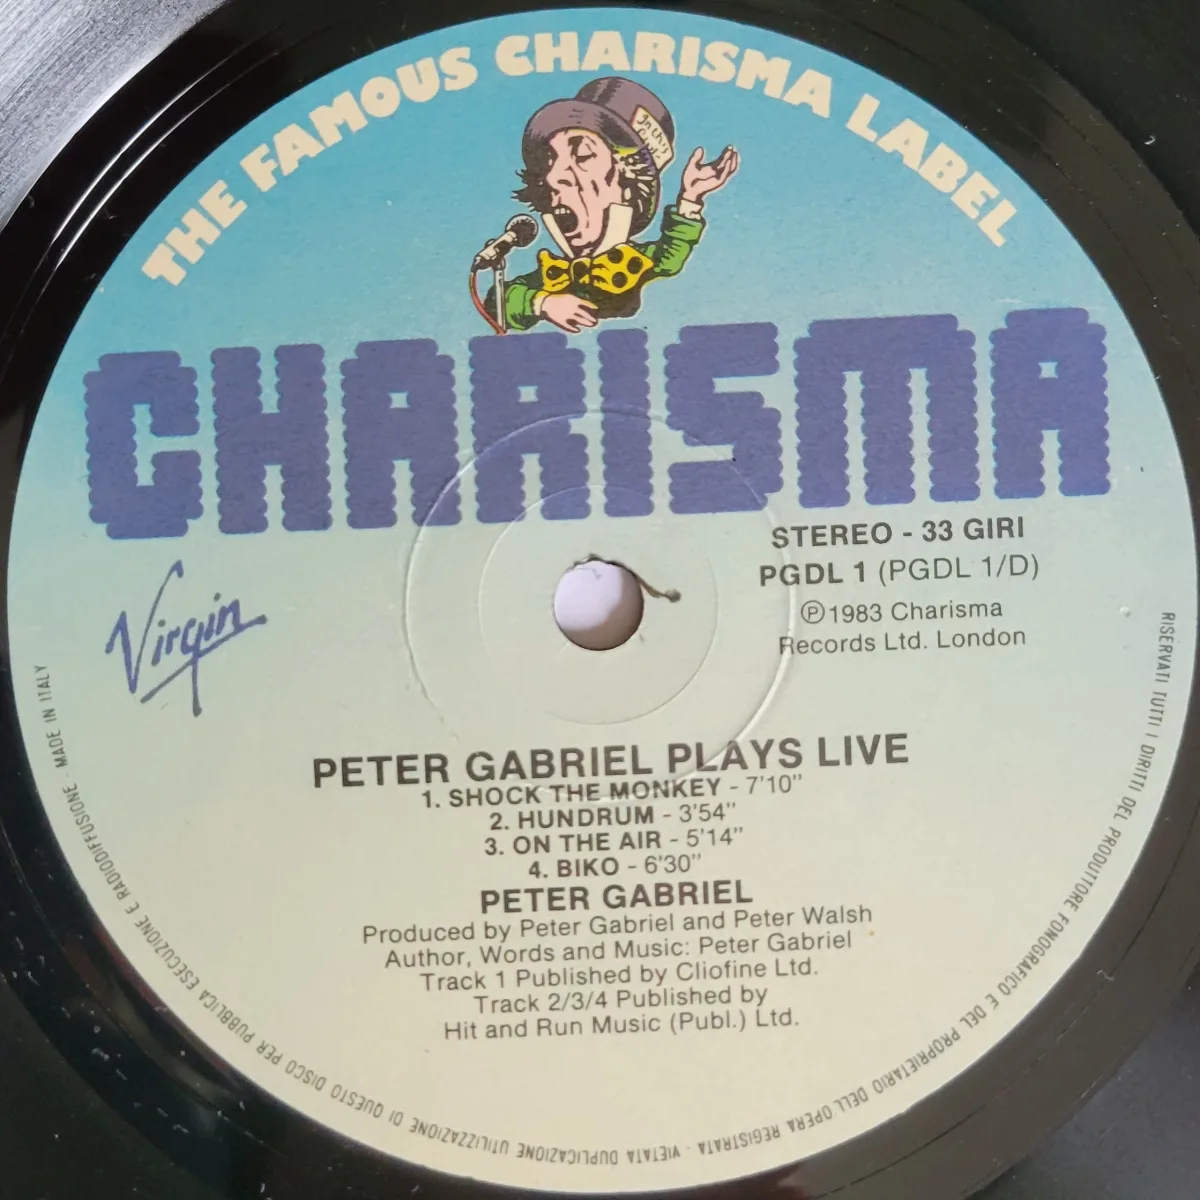 THE FAMOUS CHARISMA LABEL
In this
CHARISMA
STEREO - 33 GIRI
PGDL 1 (PGDL 1/D)
℗1983 Charisma
Records Ltd. London
Virgin
PETER GABRIEL PLAYS LIVE
1. SHOCK THE MONKEY - 7'10"
2. HUNDRUM - 3'54"
3. ON THE AIR - 5'14"
4. BIKO - 6'30"
PETER GABRIEL
Produced by Peter Gabriel and Peter Walsh
Author, Words and Music: Peter Gabriel
Track 1 Published by Cliofine Ltd.
Track 2/3/4 Published by
Hit and Run Music (Publ.) Ltd.
RISERVATI TUTTI I DIRITTI DEL PRODUTTORE FONOGRAFICO E DEL PROPRIETARIO DELL'OPERA REGISTRATA - VIETATA DUPLICAZIONE UTILIZZAZIONE DI QUESTO DISCO PER PUBBLICA ESECUZIONE E RADIODIFFUSIONE - MADE IN ITALY